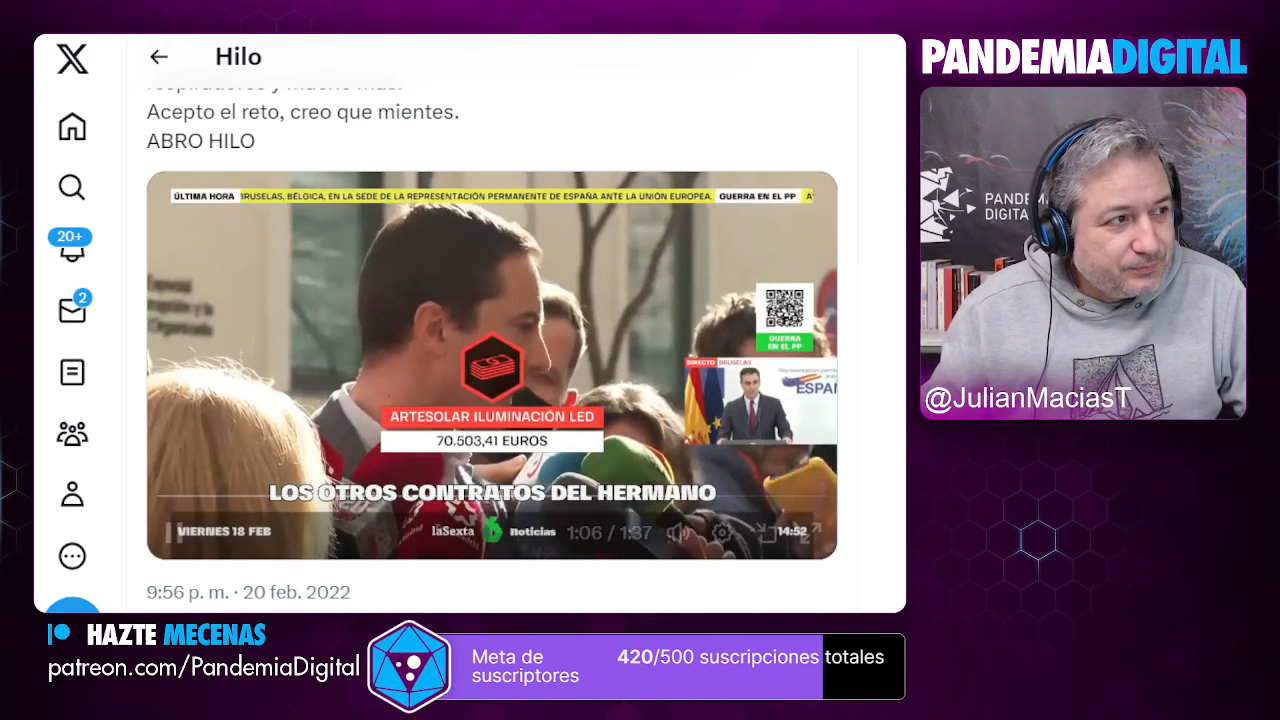 Hilo
Acepto el reto, creo que mientes.
ABRO HILO
ÚLTIMA HORA BRUSELAS, BÉLGICA, EN LA SEDE DE LA REPRESENTACIÓN PERMANENTE DE ESPAÑA ANTE LA UNIÓN EUROPEA. GUERRA EN EL PP
GUERRA
EN EL PP
DIRECTO BRUSELAS
ESPAÑ
ARTESOLAR ILUMINACIÓN LED
70.503,41 EUROS
LOS OTROS CONTRATOS DEL HERMANO
VIERNES 18 FEB
laSexta 6 noticias
1:06 / 1:37
14:52
9:56 p. m. · 20 feb. 2022
20+
2
PANDEMIADIGITAL
PANDEM
DIGITA
@JulianMaciasT
HAZTE MECENAS
patreon.com/PandemiaDigital
Meta de
suscriptores
420/500 suscripciones totales